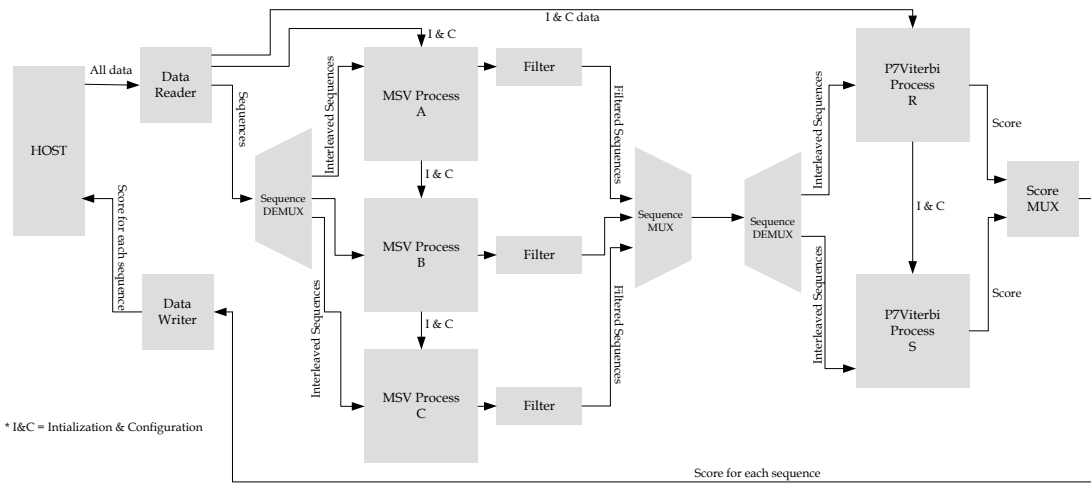 I & C data
I & C
All data
Data
Reader
HOST
Sequences
Interleaved Sequences
MSV Process
A
Filter
Filtered Sequences
P7Viterbi
Process
R
Interleaved Sequences
Score
I & C
Sequence
DEMUX
Score for each
sequence
MSV Process
B
Filter
Sequence
MUX
Sequence
DEMUX
I & C
Score
MUX
Data
Writer
I & C
Interleaved Sequences
Filtered Sequences
Interleaved Sequences
P7Viterbi
Process
S
Score
MSV Process
C
Filter
* I&C = Intialization & Configuration
Score for each sequence